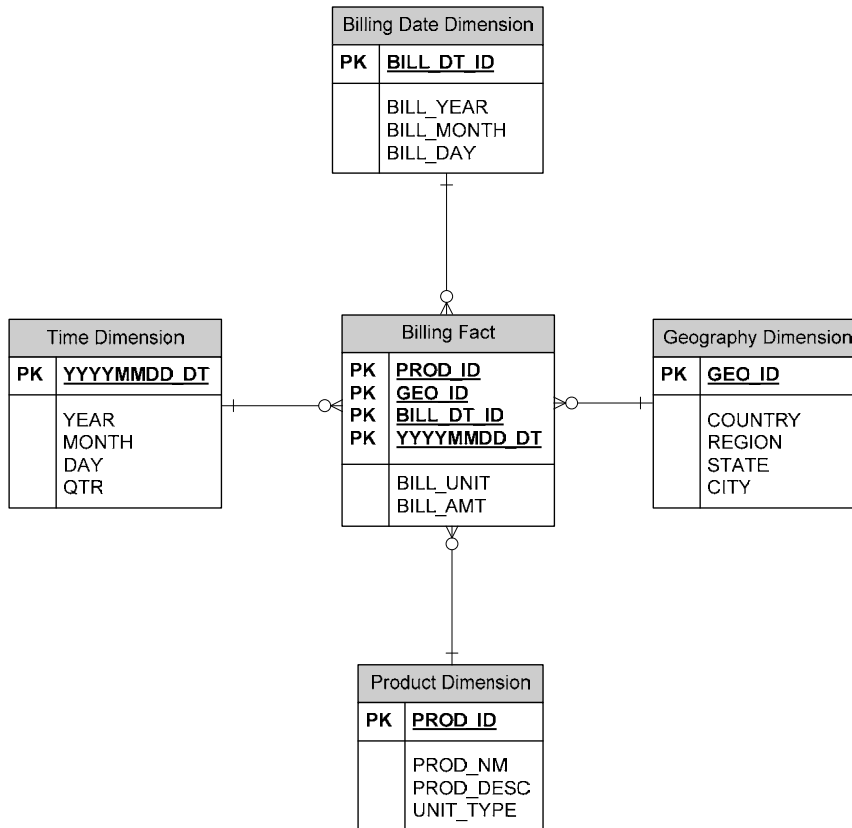 Billing Date Dimension
PK BILL_DT_ID
BILL_YEAR
BILL_MONTH
BILL_DAY
Time Dimension
PK YYYYMMDD_DT
YEAR
MONTH
DAY
QTR
Billing Fact
PK PROD_ID
PK GEO_ID
PK BILL_DT_ID
PK YYYYMMDD_DT
BILL_UNIT
BILL_AMT
Geography Dimension
PK GEO_ID
COUNTRY
REGION
STATE
CITY
Product Dimension
PK PROD_ID
PROD_NM
PROD_DESC
UNIT_TYPE